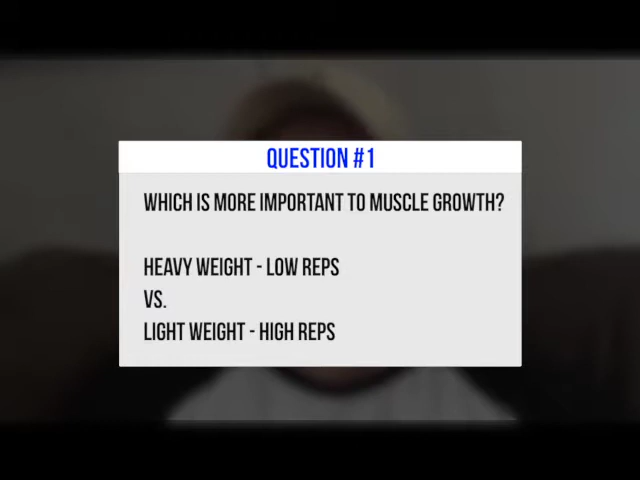 QUESTION #1
WHICH IS MORE IMPORTANT TO MUSCLE GROWTH?
HEAVY WEIGHT - LOW REPS
VS.
LIGHT WEIGHT - HIGH REPS